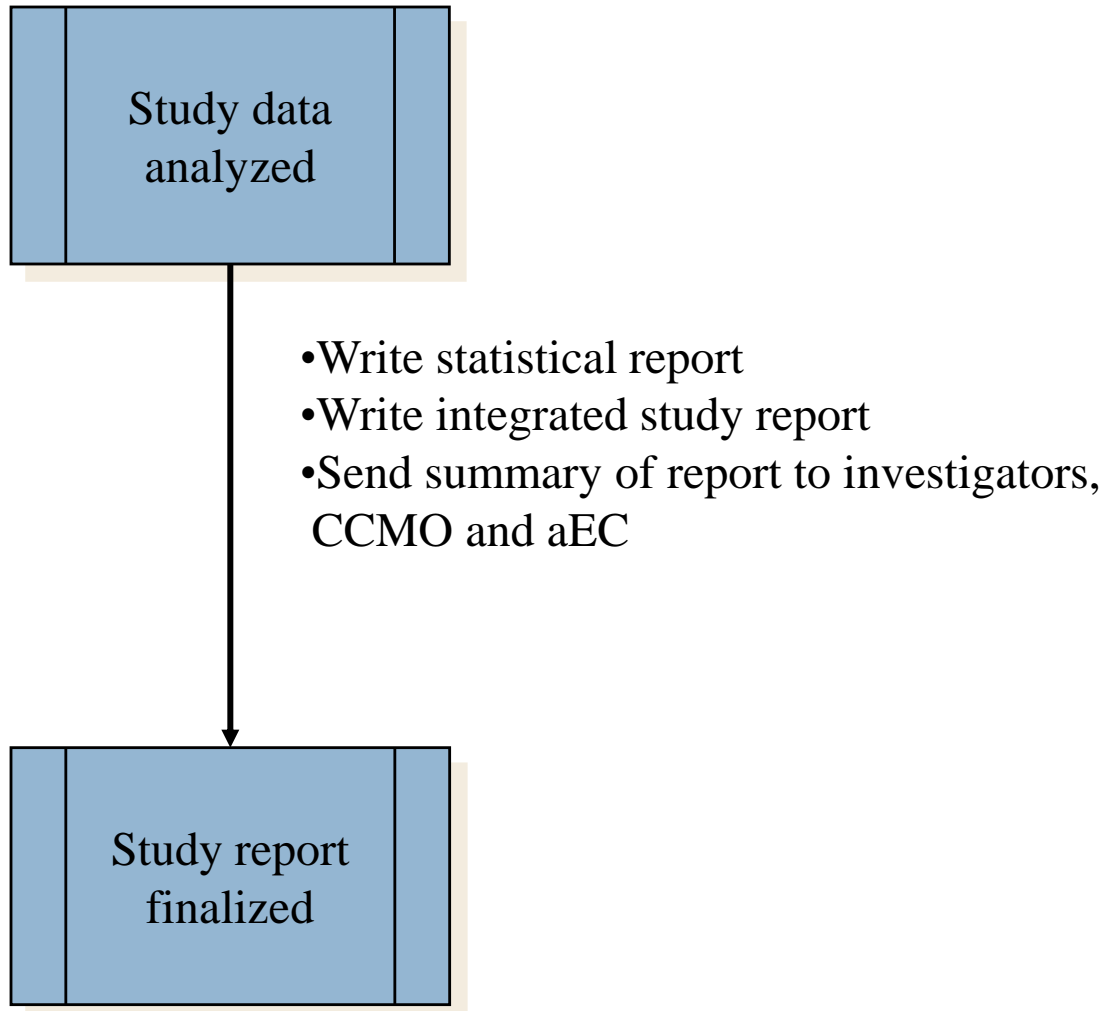 Study data
analyzed
•Write statistical report
•Write integrated study report
•Send summary of report to investigators,
CCMO and aEC
Study report
finalized